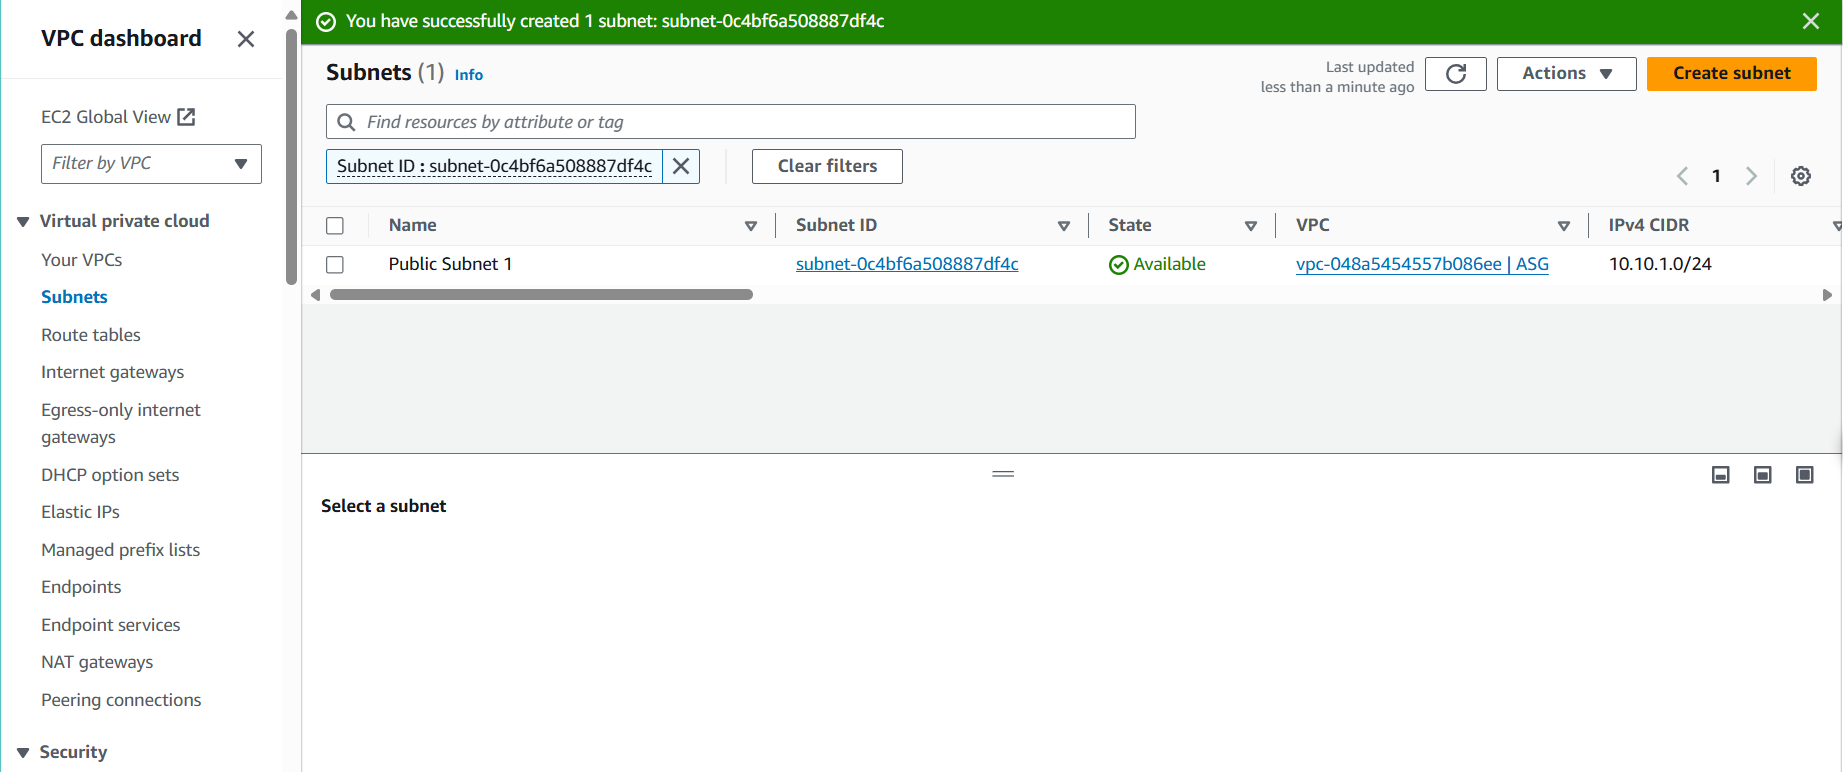 VPC dashboard
EC2 Global View
Filter by VPC
Virtual private cloud
Your VPCs
Subnets
Route tables
Internet gateways
Egress-only internet
gateways
DHCP option sets
Elastic IPs
Managed prefix lists
Endpoints
Endpoint services
NAT gateways
Peering connections
Security
You have successfully created 1 subnet: subnet-0c4bf6a508887df4c
Subnets (1) Info
Last updated
less than a minute ago
Actions
Create subnet
Find resources by attribute or tag
Subnet ID : subnet-0c4bf6a508887df4c
Clear filters
1
Name Subnet ID State VPC IPv4 CIDR
Public Subnet 1 subnet-0c4bf6a508887df4c Available vpc-048a5454557b086ee | ASG 10.10.1.0/24
Select a subnet